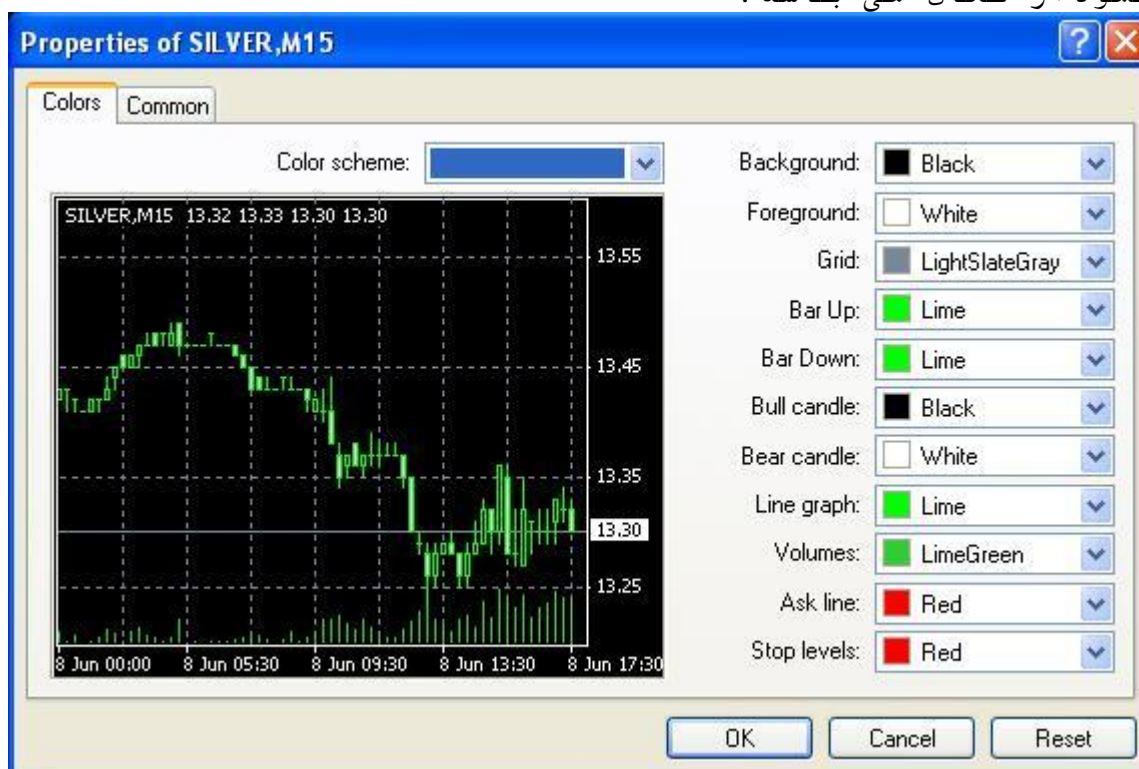 Properties of SILVER,M15
Colors
Common
Color scheme:
SILVER,M15 13.32 13.33 13.30 13.30
13.55
13.45
13.35
13.30
13.25
8 Jun 00:00 8 Jun 05:30 8 Jun 09:30 8 Jun 13:30 8 Jun 17:30
Background: Black
Foreground: White
Grid: LightSlateGray
Bar Up: Lime
Bar Down: Lime
Bull candle: Black
Bear candle: White
Line graph: Lime
Volumes: LimeGreen
Ask line: Red
Stop levels: Red
OK Cancel Reset